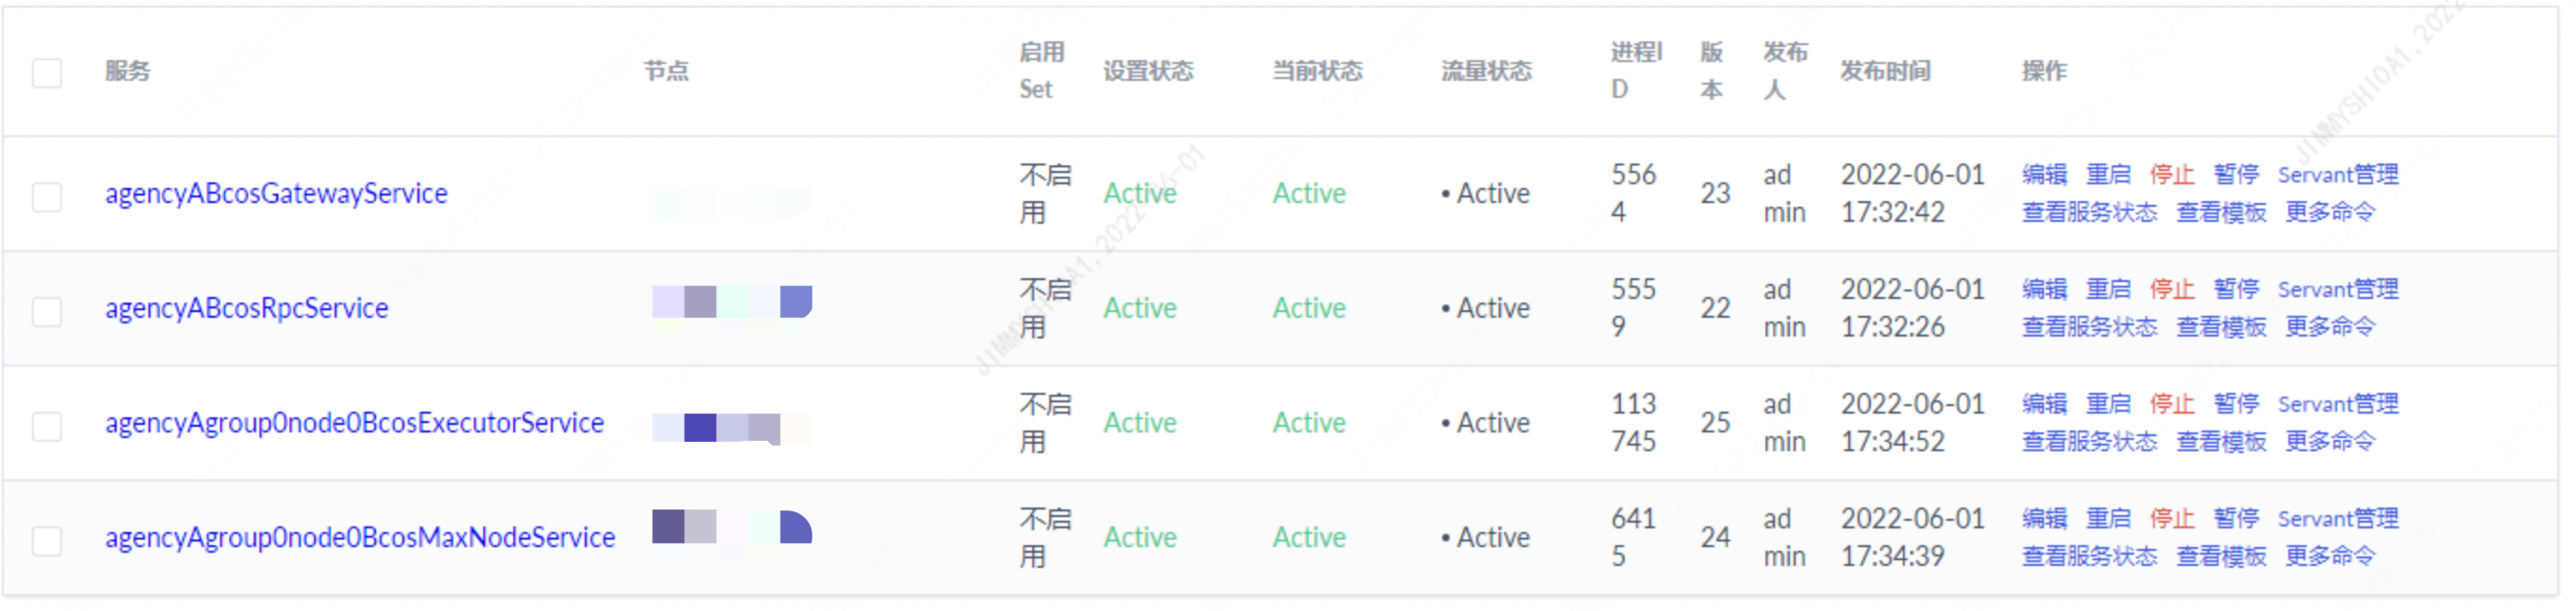 服务 节点 启用 Set 设置状态 当前状态 流量状态 进程ID 版本 发布人 发布时间 操作
agencyABcosGatewayService 不启用 Active Active • Active 5564 23 admin 2022-06-01 17:32:42 编辑 重启 停止 暂停 Servant管理
查看服务状态 查看模板 更多命令
agencyABcosRpcService 不启用 Active Active • Active 5559 22 admin 2022-06-01 17:32:26 编辑 重启 停止 暂停 Servant管理
查看服务状态 查看模板 更多命令
agencyAgroup0node0BcosExecutorService 不启用 Active Active • Active 113745 25 admin 2022-06-01 17:34:52 编辑 重启 停止 暂停 Servant管理
查看服务状态 查看模板 更多命令
agencyAgroup0node0BcosMaxNodeService 不启用 Active Active • Active 6415 24 admin 2022-06-01 17:34:39 编辑 重启 停止 暂停 Servant管理
查看服务状态 查看模板 更多命令